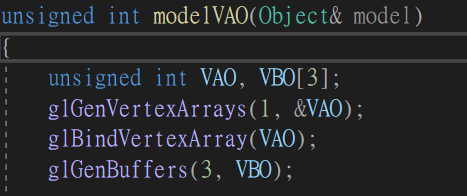 unsigned int modelVAO(Object& model)
{
unsigned int VAO, VBO[3];
glGenVertexArrays(1, &VAO);
glBindVertexArray(VAO);
glGenBuffers(3, VBO);